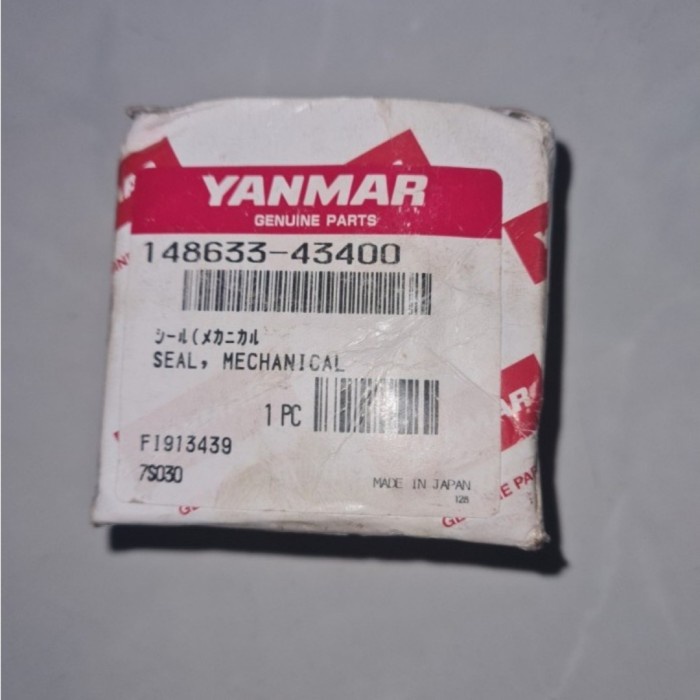 YANMAR
GENUINE PARTS
148633-43400
シール(メカニカル
SEAL, MECHANICAL
1 PC
FI913439
7S030
MADE IN JAPAN
128